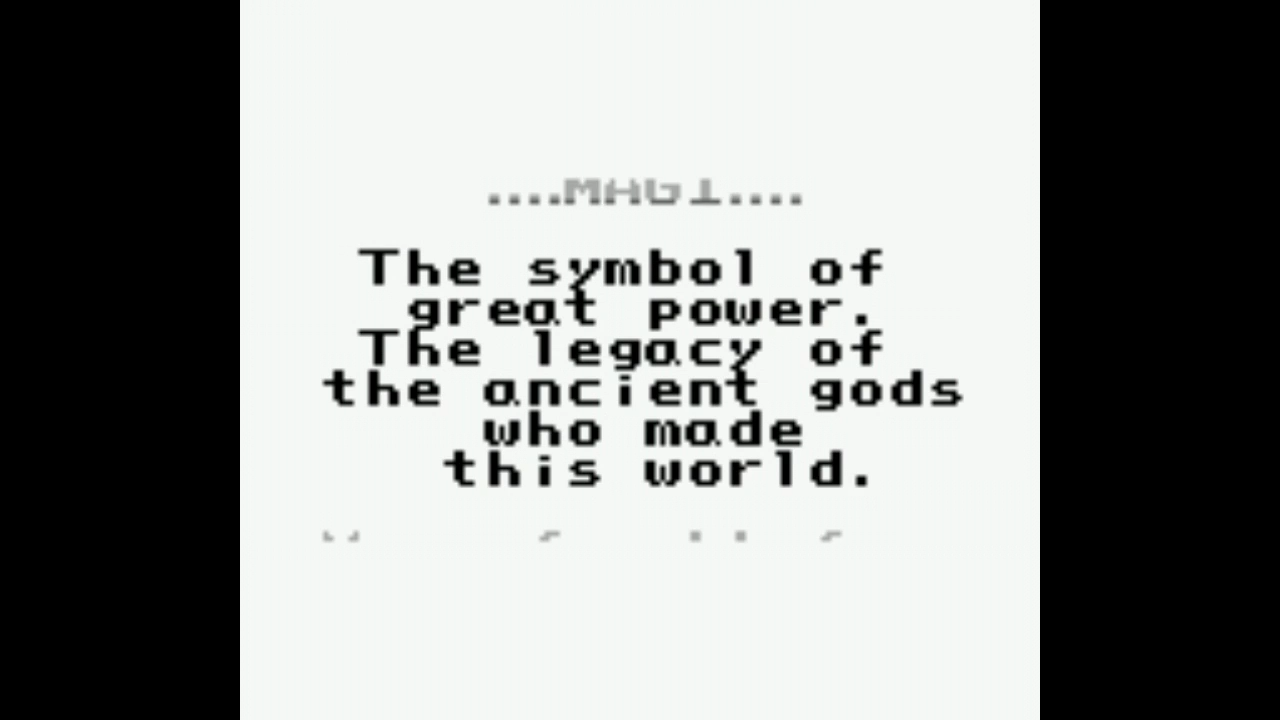 ....MAGI....
The symbol of
great power.
The legacy of
the ancient gods
who made
this world.